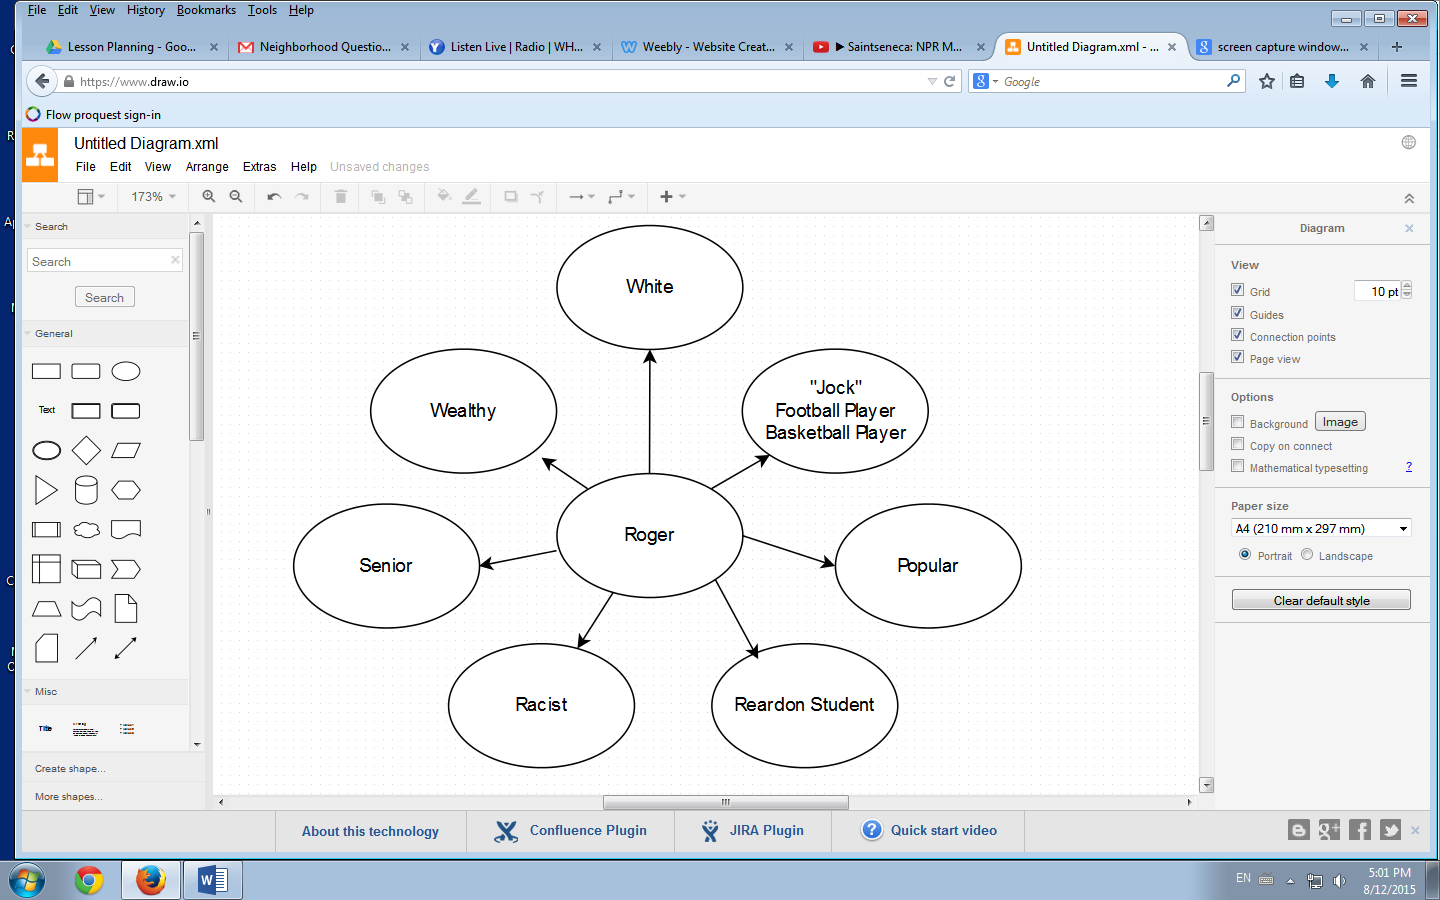 File Edit View History Bookmarks Tools Help
Lesson Planning - Goo...
Neighborhood Questio...
Listen Live | Radio | WH...
Weebly - Website Creat...
▶ Saintseneca: NPR M...
Untitled Diagram.xml - ...
screen capture window...
https://www.draw.io
Google
Flow proquest sign-in
Untitled Diagram.xml
File Edit View Arrange Extras Help Unsaved changes
173%
Search
Search
Search
General
Text
Misc
Title
Create shape...
More shapes...
White
Wealthy
"Jock"
Football Player
Basketball Player
Roger
Senior
Popular
Racist
Reardon Student
Diagram
View
Grid 10 pt
Guides
Connection points
Page view
Options
Background Image
Copy on connect
Mathematical typesetting ?
Paper size
A4 (210 mm x 297 mm)
Portrait Landscape
Clear default style
About this technology
Confluence Plugin
JIRA Plugin
Quick start video
EN
5:01 PM
8/12/2015